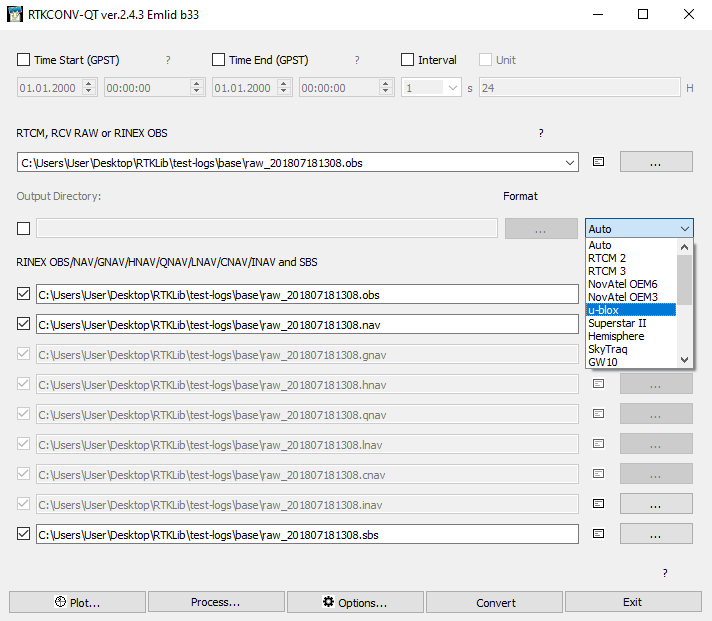 RTKCONV-QT ver.2.4.3 Emlid b33
Time Start (GPST) ? Time End (GPST) ? Interval Unit
01.01.2000 00:00:00 01.01.2000 00:00:00 1 s 24 H
RTCM, RCV RAW or RINEX OBS ?
C:\Users\User\Desktop\RTKLib\test-logs\base\raw_201807181308.obs ...
Output Directory: Format
... Auto
RINEX OBS/NAV/GNAV/HNAV/QNAV/LNAV/CNAV/INAV and SBS
Auto
RTCM 2
RTCM 3
NovAtel OEM6
NovAtel OEM3
u-blox
Superstar II
Hemisphere
SkyTraq
GW10
C:\Users\User\Desktop\RTKLib\test-logs\base\raw_201807181308.obs
C:\Users\User\Desktop\RTKLib\test-logs\base\raw_201807181308.nav
C:\Users\User\Desktop\RTKLib\test-logs\base\raw_201807181308.gnav
C:\Users\User\Desktop\RTKLib\test-logs\base\raw_201807181308.hnav ...
C:\Users\User\Desktop\RTKLib\test-logs\base\raw_201807181308.qnav ...
C:\Users\User\Desktop\RTKLib\test-logs\base\raw_201807181308.lnav ...
C:\Users\User\Desktop\RTKLib\test-logs\base\raw_201807181308.cnav ...
C:\Users\User\Desktop\RTKLib\test-logs\base\raw_201807181308.inav ...
C:\Users\User\Desktop\RTKLib\test-logs\base\raw_201807181308.sbs ...
?
Plot... Process... Options... Convert Exit